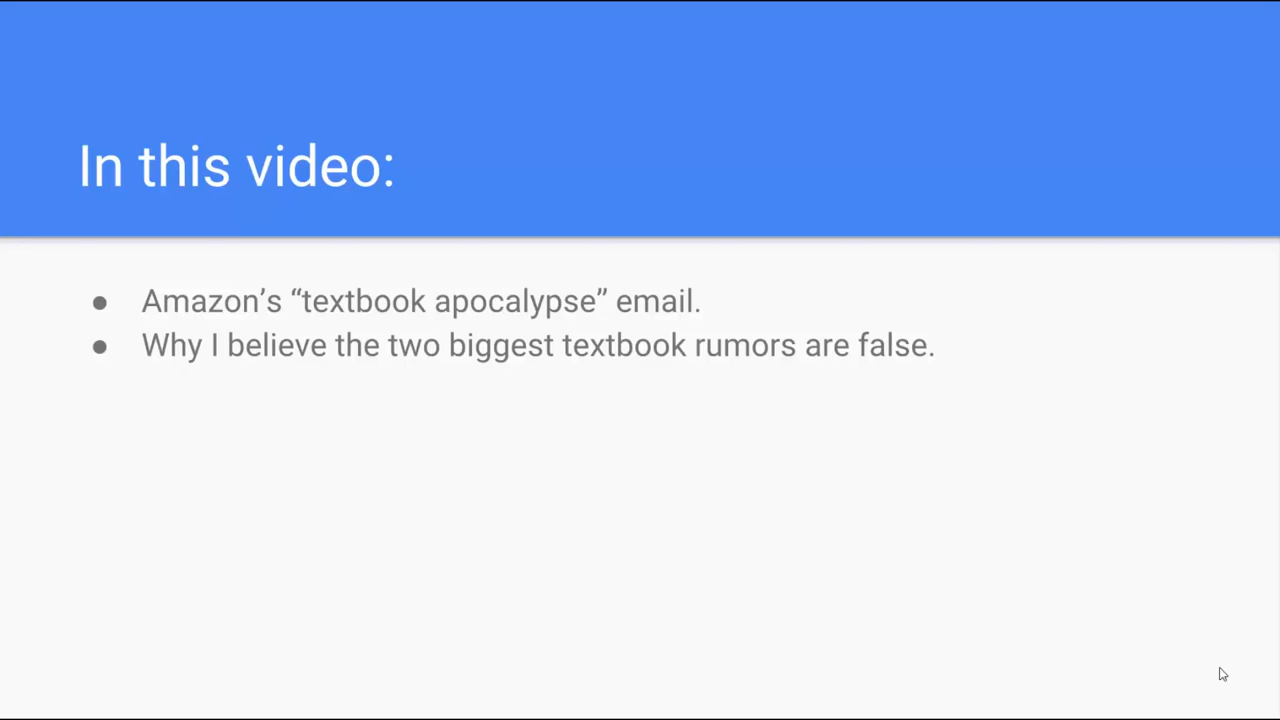 In this video:
● Amazon’s “textbook apocalypse” email.
● Why I believe the two biggest textbook rumors are false.